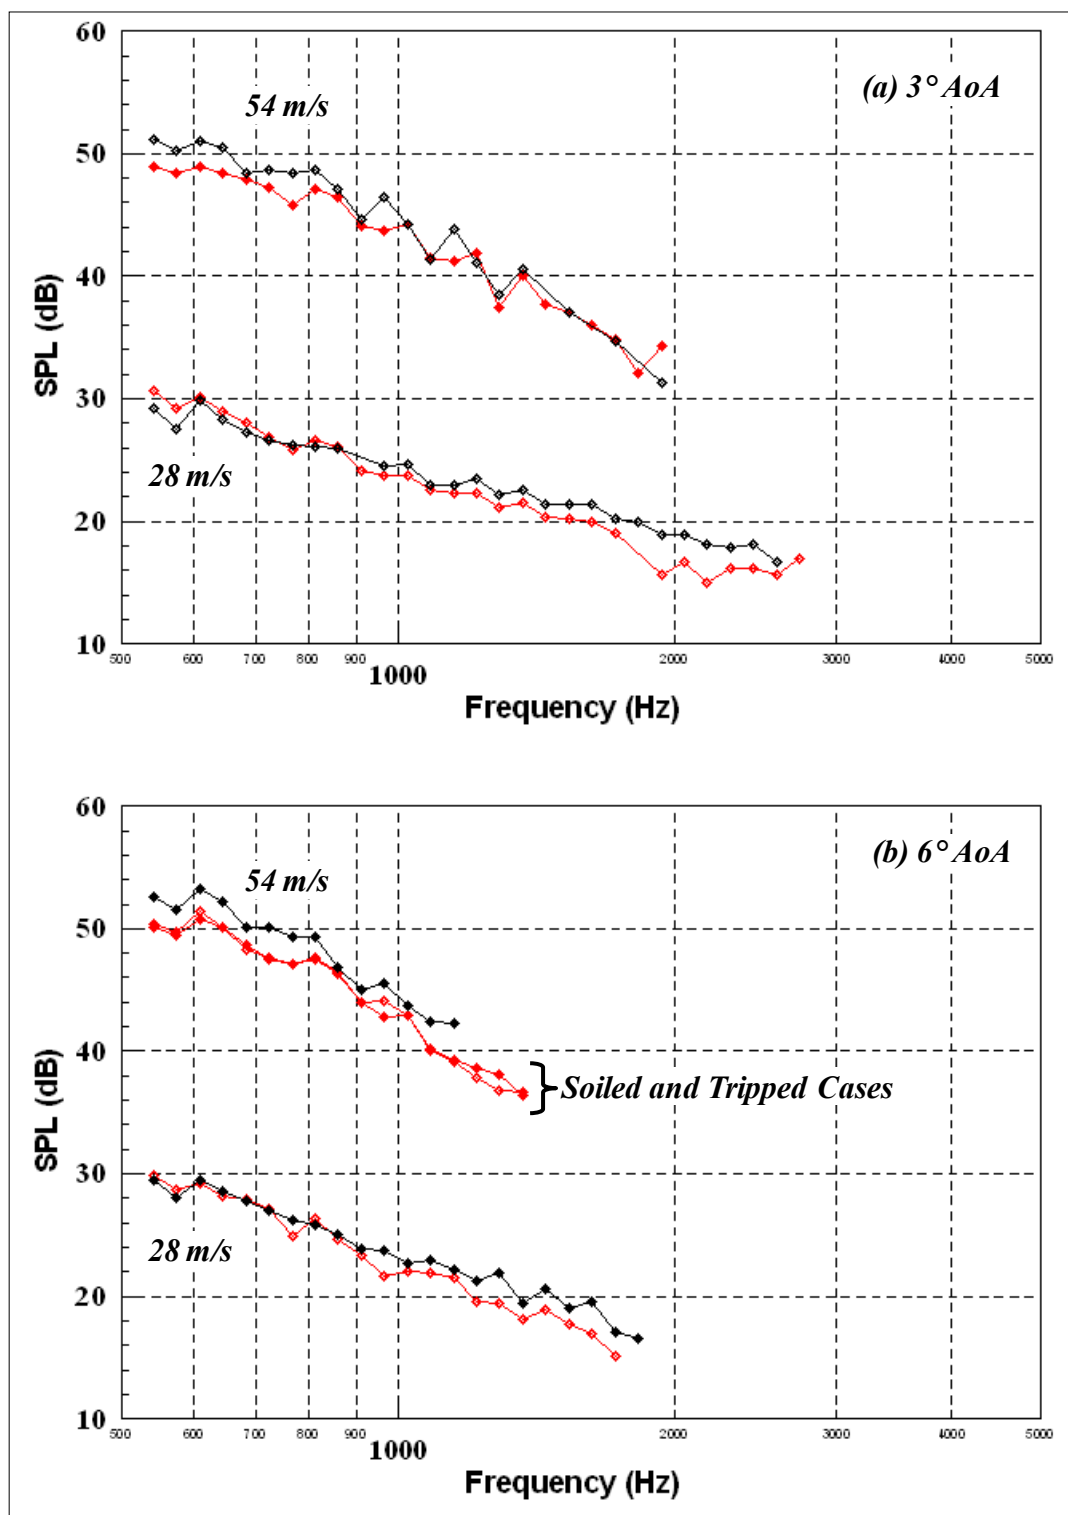 60
(a) 3° AoA
54 m/s
50
40
SPL (dB)
30
28 m/s
20
10
500 600 700 800 900 1000 2000 3000 4000 5000
Frequency (Hz)
60
(b) 6° AoA
54 m/s
50
40
Soiled and Tripped Cases
SPL (dB)
30
28 m/s
20
10
500 600 700 800 900 1000 2000 3000 4000 5000
Frequency (Hz)